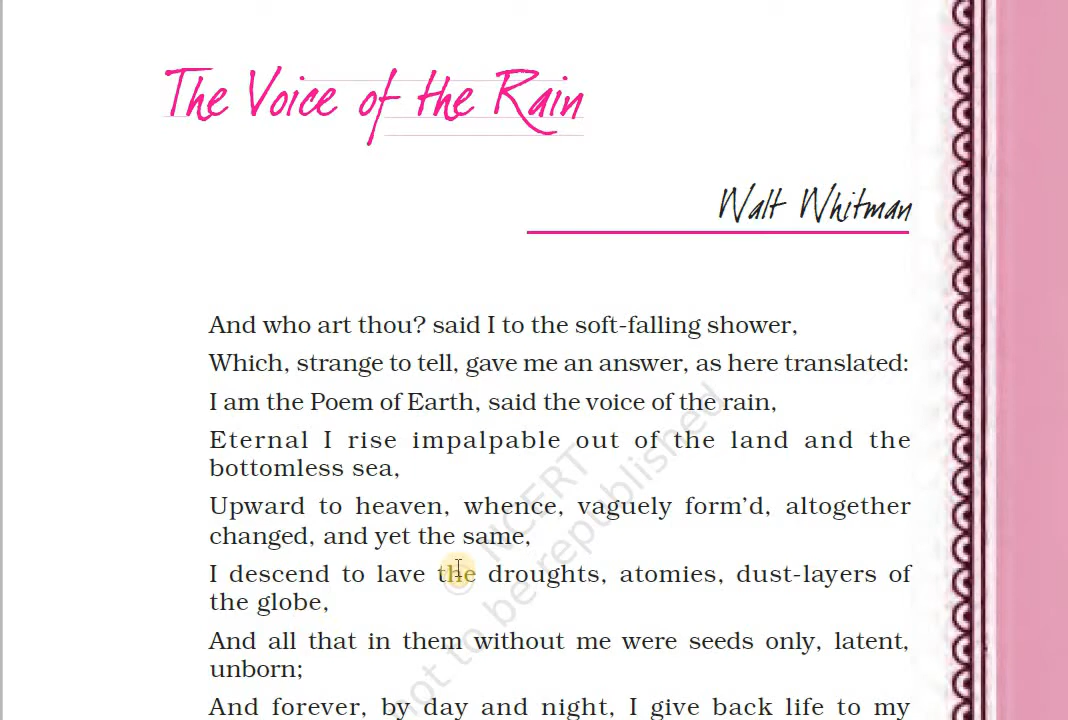 The Voice of the Rain
Walt Whitman
And who art thou? said I to the soft-falling shower,
Which, strange to tell, gave me an answer, as here translated:
I am the Poem of Earth, said the voice of the rain,
Eternal I rise impalpable out of the land and the
bottomless sea,
Upward to heaven, whence, vaguely form'd, altogether
changed, and yet the same,
I descend to lave the droughts, atomies, dust-layers of
the globe,
And all that in them without me were seeds only, latent,
unborn;
And forever, by day and night, I give back life to my
© NCERT
not to be republished